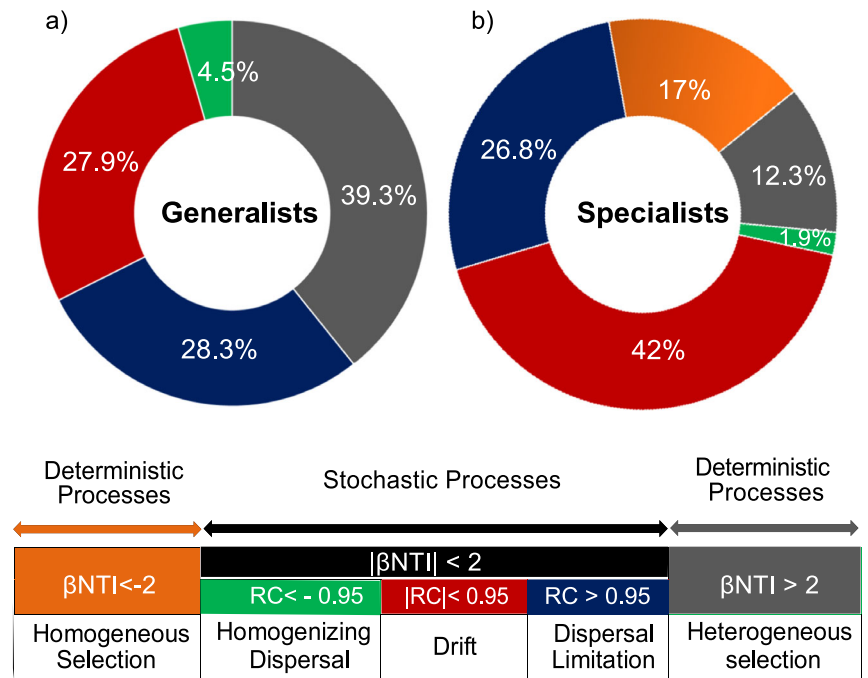 a)
4.5%
27.9%
39.3%
Generalists
28.3%
b)
17%
26.8%
12.3%
Specialists
1.9%
42%
Deterministic
Processes
Stochastic Processes
Deterministic
Processes
βNTI<-2
|βNTI| < 2
βNTI > 2
RC< - 0.95
|RC|< 0.95
RC > 0.95
Homogeneous
Selection
Homogenizing
Dispersal
Drift
Dispersal
Limitation
Heterogeneous
selection